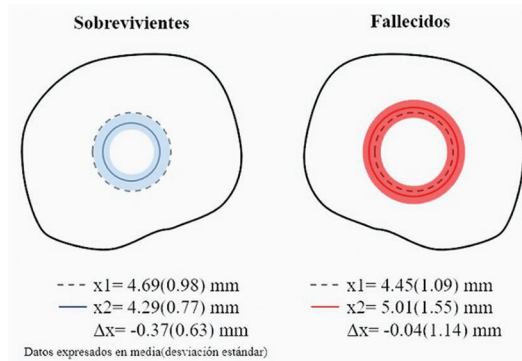 Sobrevivientes
Fallecidos
x1= 4.69(0.98) mm
x2= 4.29(0.77) mm
Δx= -0.37(0.63) mm
x1= 4.45(1.09) mm
x2= 5.01(1.55) mm
Δx= -0.04(1.14) mm
Datos expresados en media(desviación estándar)